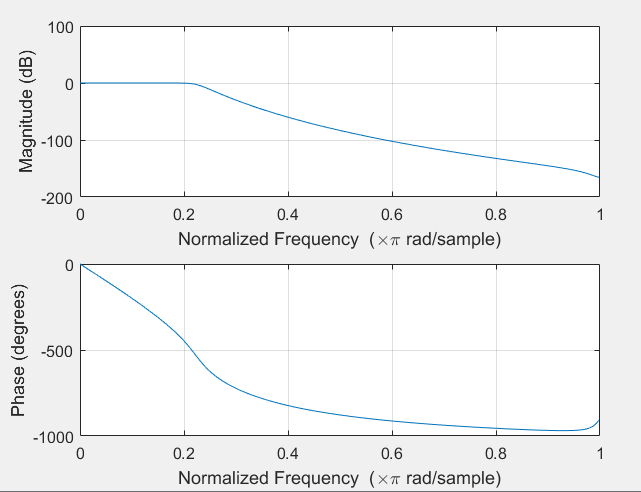 100
0
-100
-200
Magnitude (dB)
0 0.2 0.4 0.6 0.8 1
Normalized Frequency (×π rad/sample)
0
-500
-1000
Phase (degrees)
0 0.2 0.4 0.6 0.8 1
Normalized Frequency (×π rad/sample)